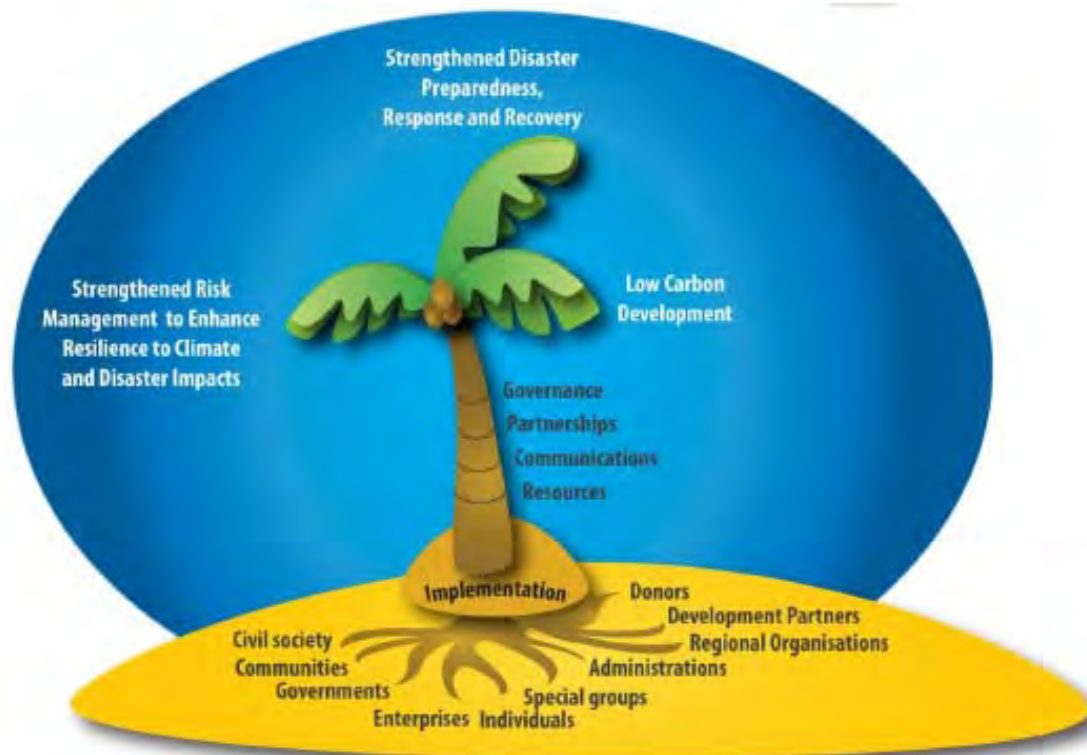 Strengthened Disaster
Preparedness,
Response and Recovery
Strengthened Risk
Management to Enhance
Resilience to Climate
and Disaster Impacts
Low Carbon
Development
Governance
Partnerships
Communications
Resources
Implementation
Donors
Development Partners
Regional Organisations
Administrations
Special groups
Individuals
Enterprises
Governments
Communities
Civil society